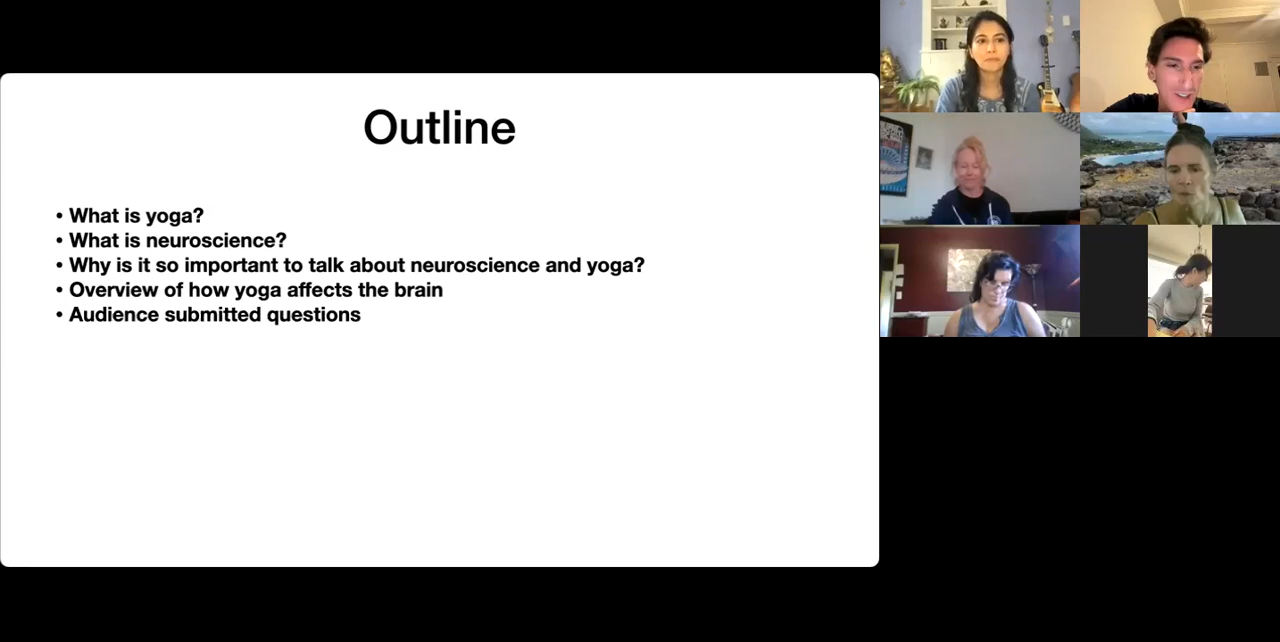 Outline
• What is yoga?
• What is neuroscience?
• Why is it so important to talk about neuroscience and yoga?
• Overview of how yoga affects the brain
• Audience submitted questions